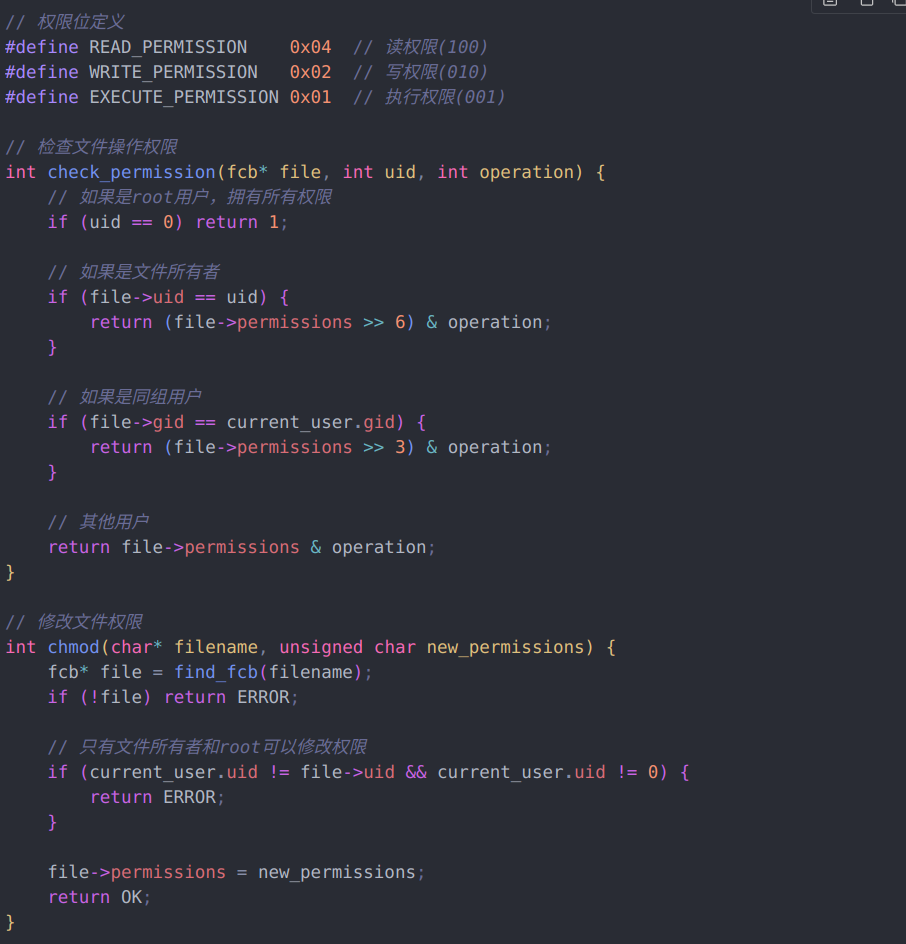 // 权限位定义
#define READ_PERMISSION    0x04  // 读权限(100)
#define WRITE_PERMISSION   0x02  // 写权限(010)
#define EXECUTE_PERMISSION 0x01  // 执行权限(001)
// 检查文件操作权限
int check_permission(fcb* file, int uid, int operation) {
    // 如果是root用户，拥有所有权限
    if (uid == 0) return 1;
    // 如果是文件所有者
    if (file->uid == uid) {
        return (file->permissions >> 6) & operation;
    }
    // 如果是同组用户
    if (file->gid == current_user.gid) {
        return (file->permissions >> 3) & operation;
    }
    // 其他用户
    return file->permissions & operation;
}
// 修改文件权限
int chmod(char* filename, unsigned char new_permissions) {
    fcb* file = find_fcb(filename);
    if (!file) return ERROR;
    // 只有文件所有者和root可以修改权限
    if (current_user.uid != file->uid && current_user.uid != 0) {
        return ERROR;
    }
    file->permissions = new_permissions;
    return OK;
}